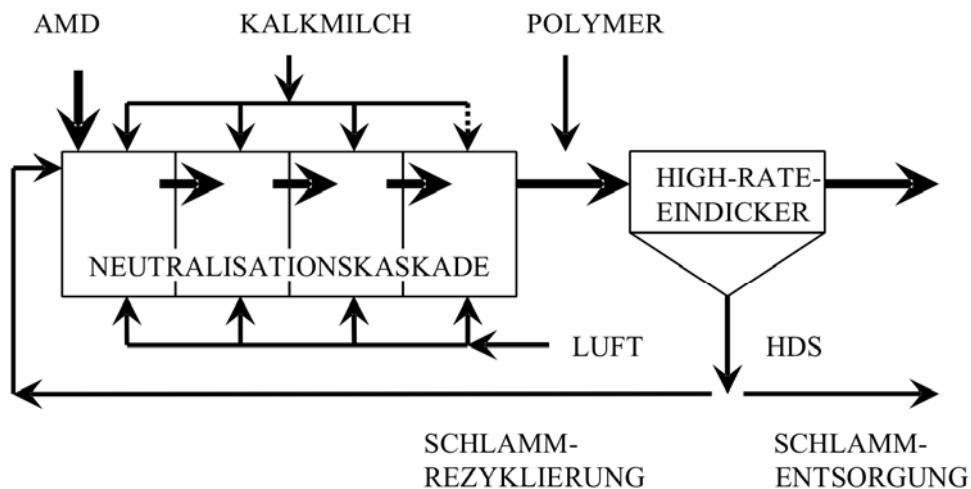 AMD
KALKMILCH
POLYMER
HIGH-RATE-
EINDICKER
NEUTRALISATIONSKASKADE
LUFT
HDS
SCHLAMM-
REZYKLIERUNG
SCHLAMM-
ENTSORGUNG